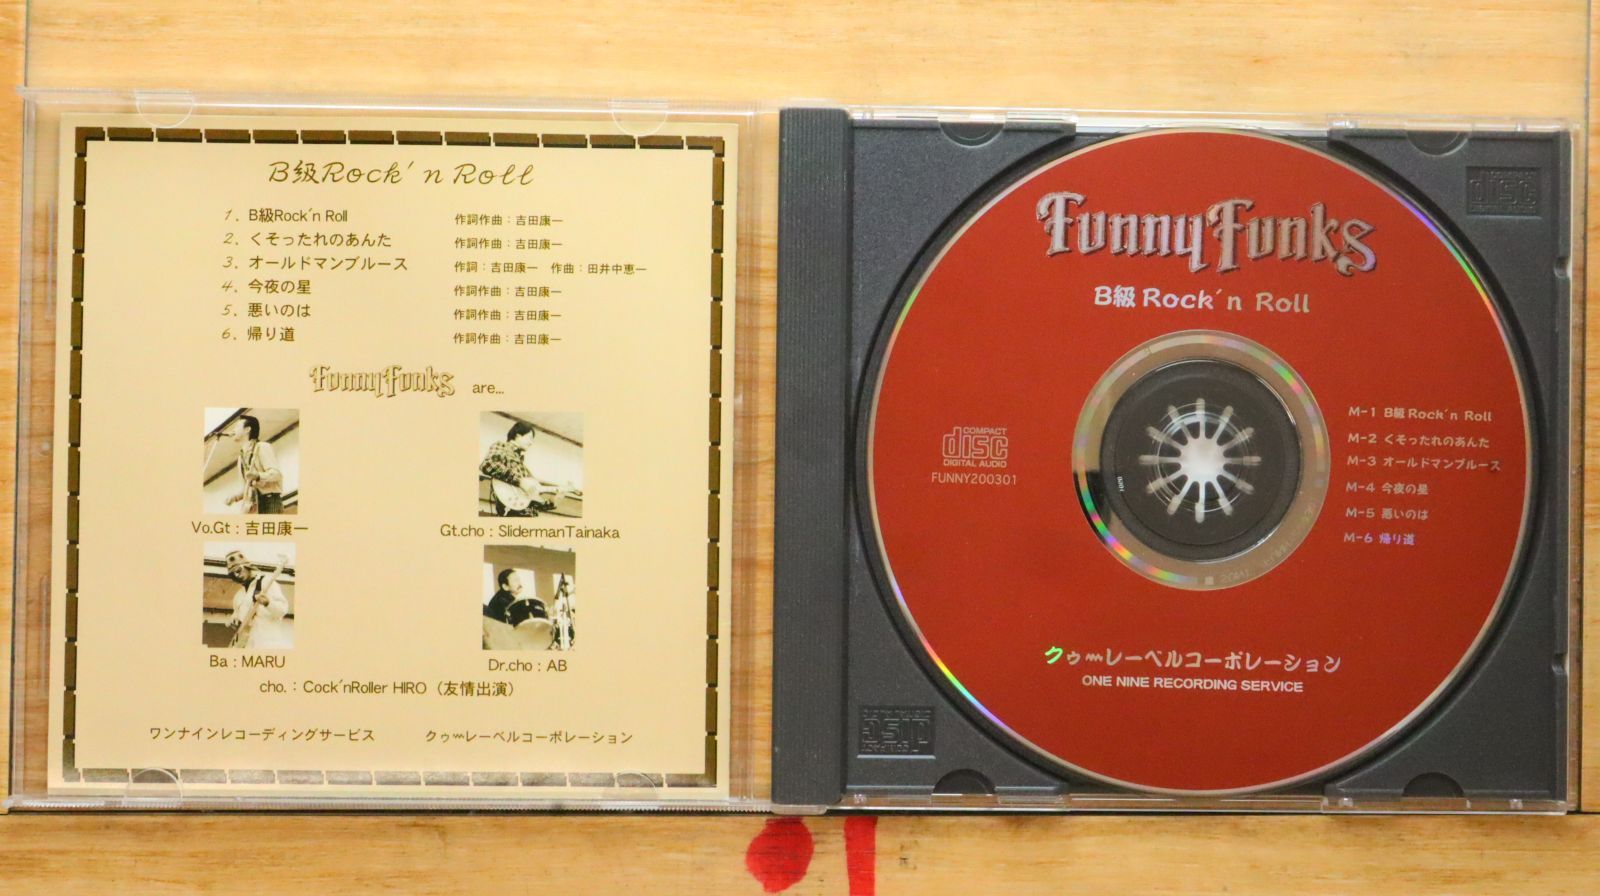 B級Rock'n Roll
1. B級Rock'n Roll 作詞作曲：吉田康一
2. くそったれのあんた 作詞作曲：吉田康一
3. オールドマンブルース 作詞：吉田康一 作曲：田井中恵一
4. 今夜の星 作詞作曲：吉田康一
5. 悪いのは 作詞作曲：吉田康一
6. 帰り道 作詞作曲：吉田康一
FunnyFunks are...
Vo.Gt : 吉田康一
Gt.cho : SlidermanTainaka
Ba : MARU
Dr.cho : AB
cho. : Cock'nRoller HIRO（友情出演）
ワンナインレコーディングサービス
クゥ〰レーベルコーポレーション
FunnyFunks
B級 Rock'n Roll
COMPACT
disc
DIGITAL AUDIO
FUNNY200301
M-1 B級 Rock'n Roll
M-2 くそったれのあんた
M-3 オールドマンブルース
M-4 今夜の星
M-5 悪いのは
M-6 帰り道
クゥ〰レーベルコーポレーション
ONE NINE RECORDING SERVICE